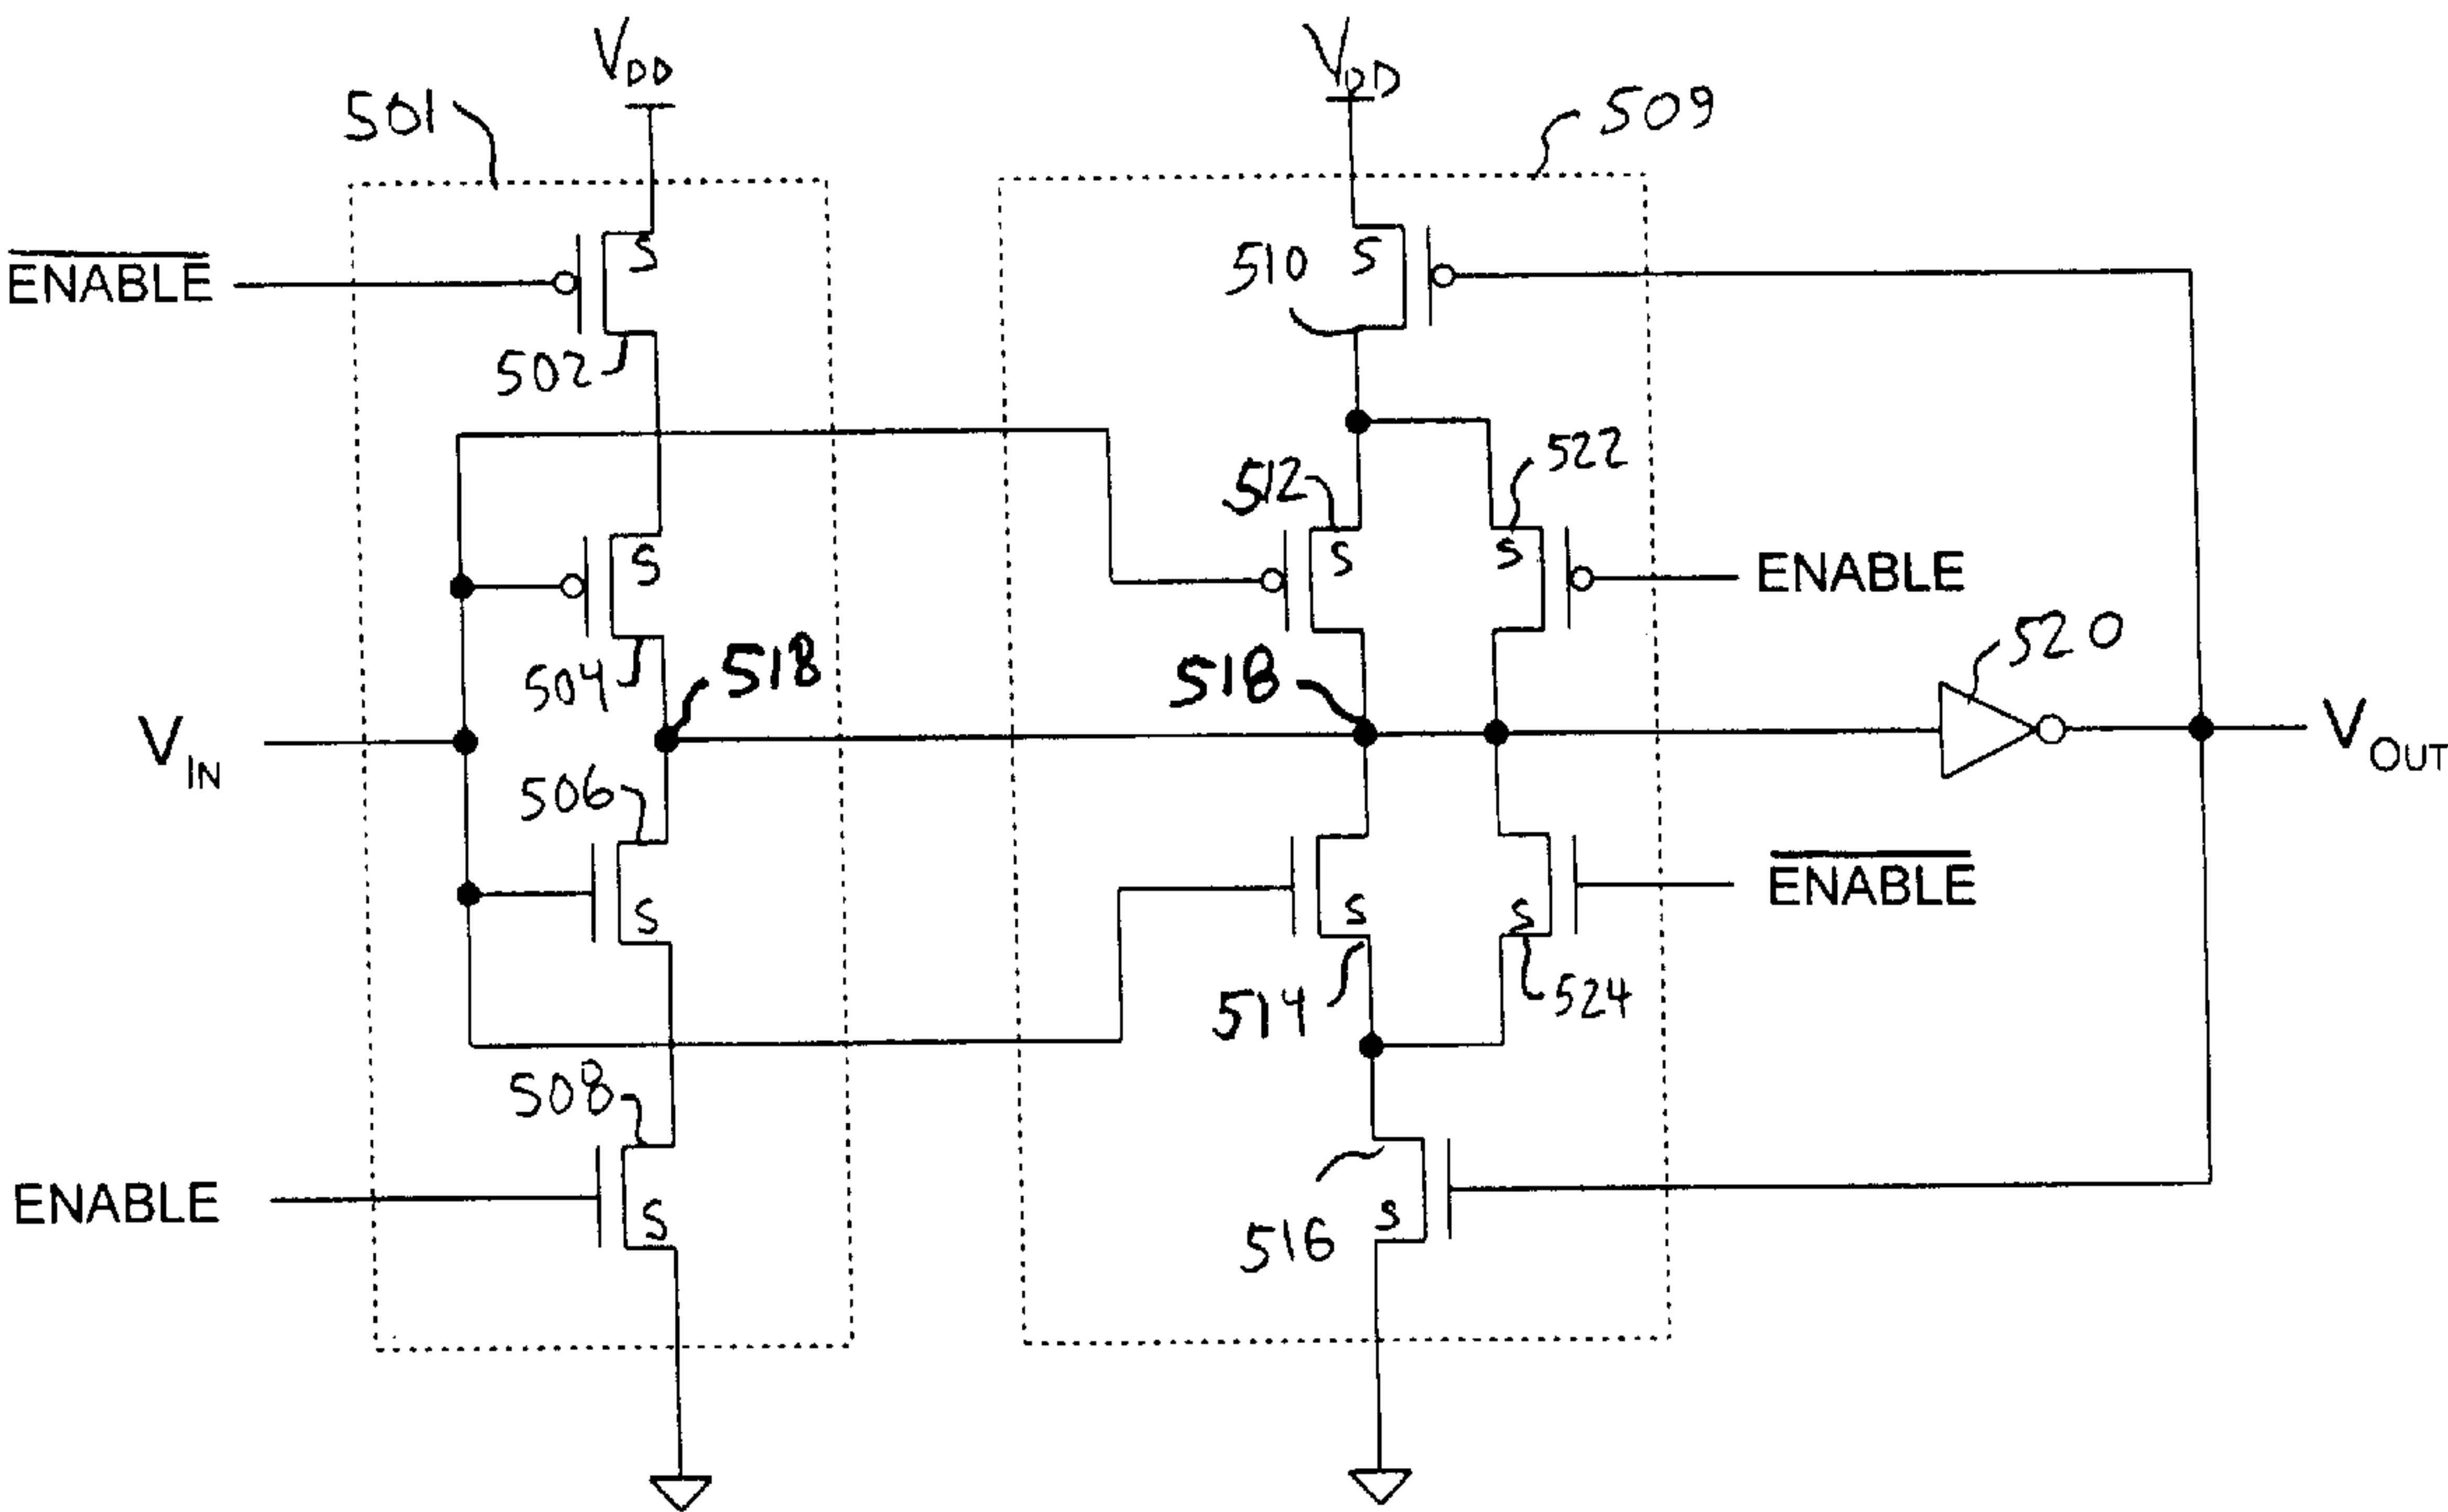 V_DD
V_DD
501
509
S
S
ENABLE
510
502
512
522
S
S
S
ENABLE
520
504
518
518
V_IN
V_OUT
506
ENABLE
S
S
S
514
524
508
ENABLE
S
S
516